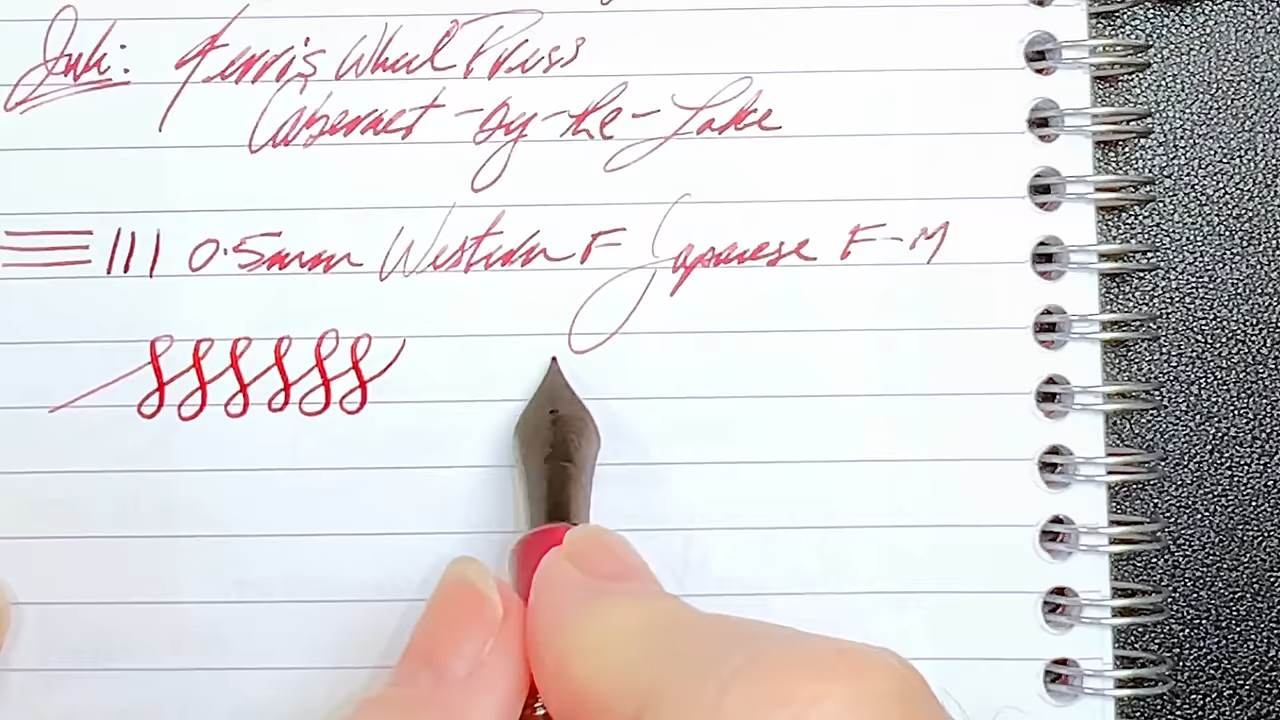 Ink: Ferris Wheel Press
Cabernet-by-the-Lake
0.5mm Western F Japanese F-M